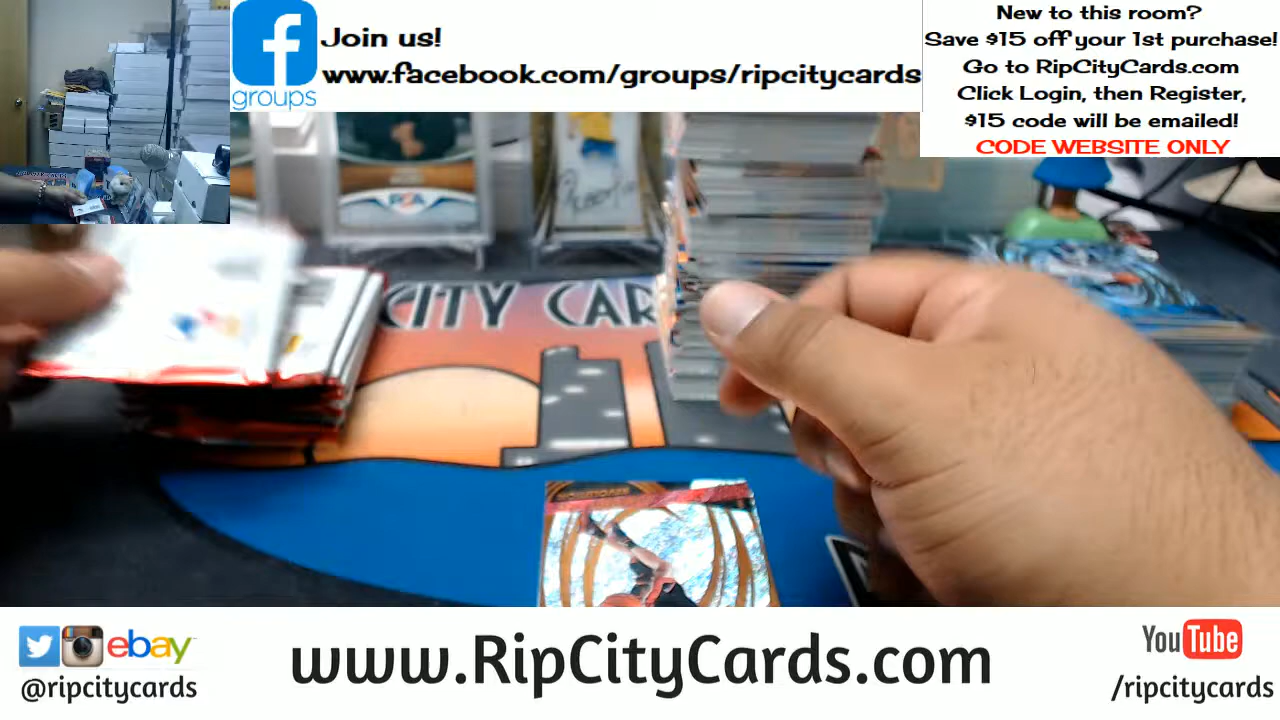 Join us!
www.facebook.com/groups/ripcitycards
groups
New to this room?
Save $15 off your 1st purchase!
Go to RipCityCards.com
Click Login, then Register,
$15 code will be emailed!
CODE WEBSITE ONLY
CITY CAR
ebay
@ripcitycards
www.RipCityCards.com
YouTube
/ripcitycards